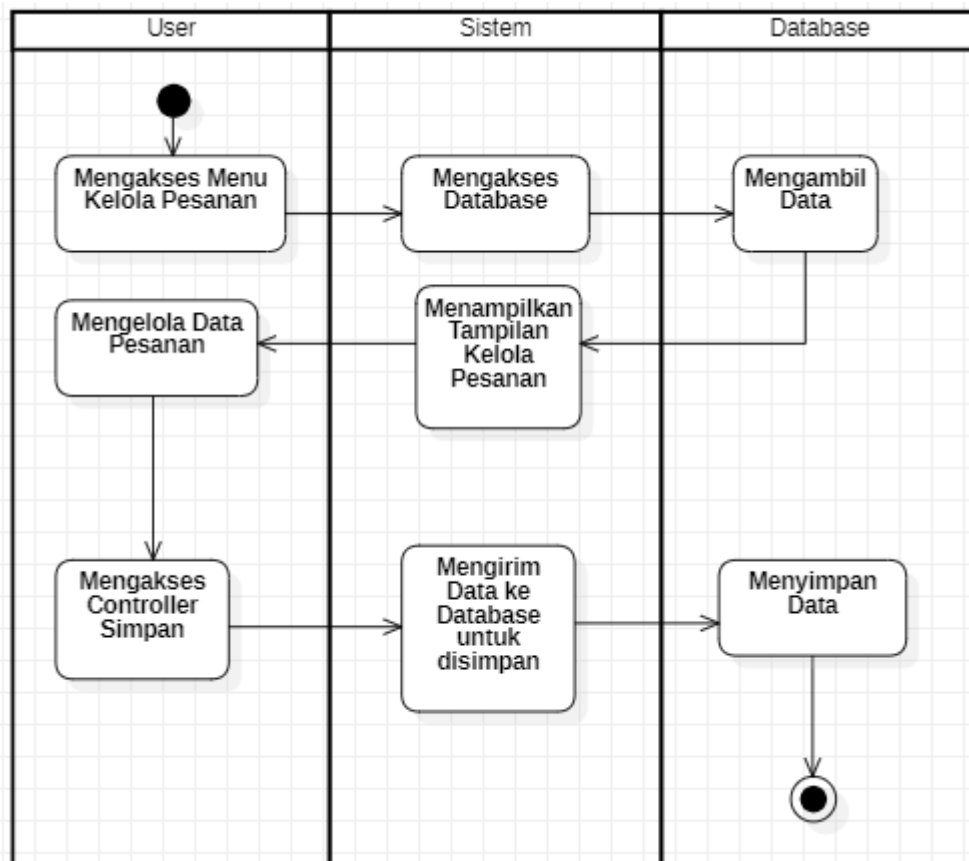 User
Sistem
Database
Mengakses Menu
Kelola Pesanan
Mengakses
Database
Mengambil
Data
Menampilkan
Tampilan
Kelola
Pesanan
Mengelola Data
Pesanan
Mengakses
Controller
Simpan
Mengirim
Data ke
Database
untuk
disimpan
Menyimpan
Data